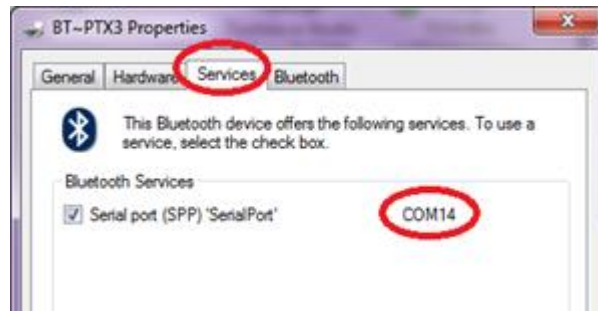 BT~PTX3 Properties
General Hardware Services Bluetooth
This Bluetooth device offers the following services. To use a
service, select the check box.
Bluetooth Services
Serial port (SPP) 'SerialPort' COM14